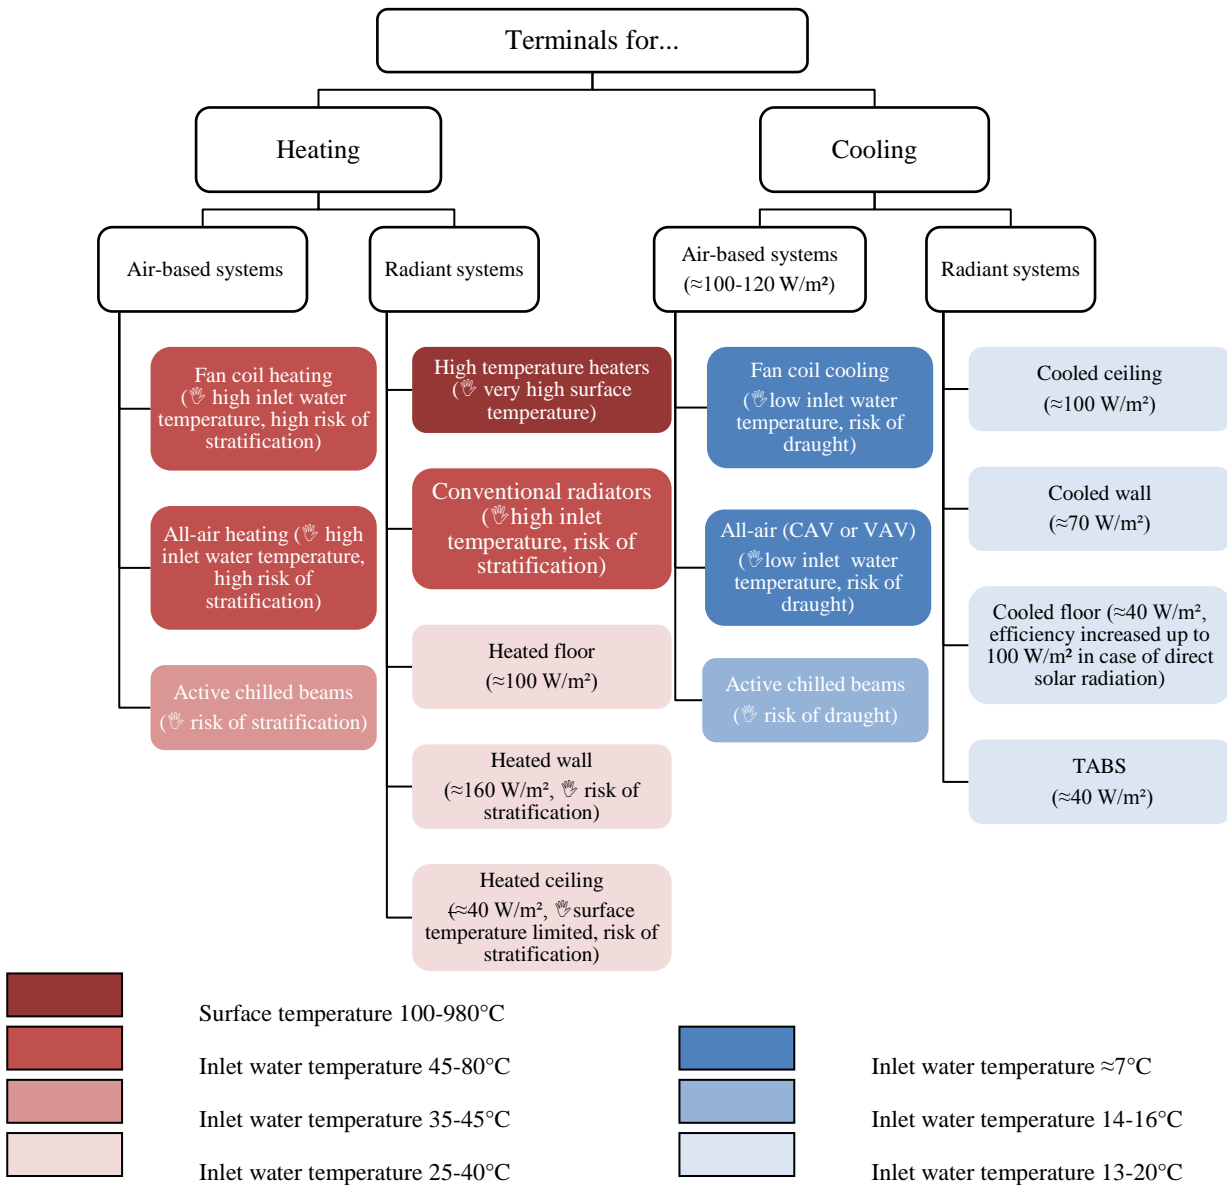 Terminals for...
Heating
Cooling
Air-based systems
Radiant systems
Air-based systems
(≈100-120 W/m²)
Radiant systems
Fan coil heating
(🖑 high inlet water
temperature, high risk of
stratification)
All-air heating (🖑 high
inlet water temperature,
high risk of
stratification)
Active chilled beams
(🖑 risk of stratification)
High temperature heaters
(🖑 very high surface
temperature)
Conventional radiators
(🖑high inlet
temperature, risk of
stratification)
Heated floor
(≈100 W/m²)
Heated wall
(≈160 W/m², 🖑 risk of
stratification)
Heated ceiling
(≈40 W/m², 🖑surface
temperature limited, risk of
stratification)
Fan coil cooling
(🖑low inlet water
temperature, risk of
draught)
All-air (CAV or VAV)
(🖑low inlet  water
temperature, risk of
draught)
Active chilled beams
(🖑 risk of draught)
Cooled ceiling
(≈100 W/m²)
Cooled wall
(≈70 W/m²)
Cooled floor (≈40 W/m²,
efficiency increased up to
100 W/m² in case of direct
solar radiation)
TABS
(≈40 W/m²)
Surface temperature 100-980°C
Inlet water temperature 45-80°C
Inlet water temperature 35-45°C
Inlet water temperature 25-40°C
Inlet water temperature ≈7°C
Inlet water temperature 14-16°C
Inlet water temperature 13-20°C